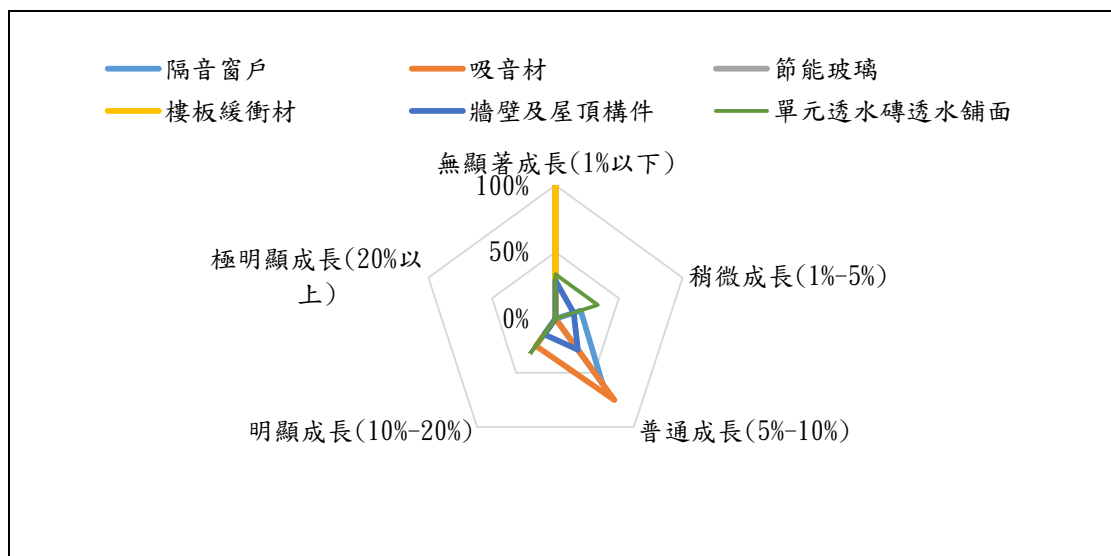 隔音窗戶 吸音材 節能玻璃
樓板緩衝材 牆壁及屋頂構件 單元透水磚透水舖面
無顯著成長(1%以下)
100%
50%
0%
稍微成長(1%-5%)
普通成長(5%-10%)
明顯成長(10%-20%)
極明顯成長(20%以
上)